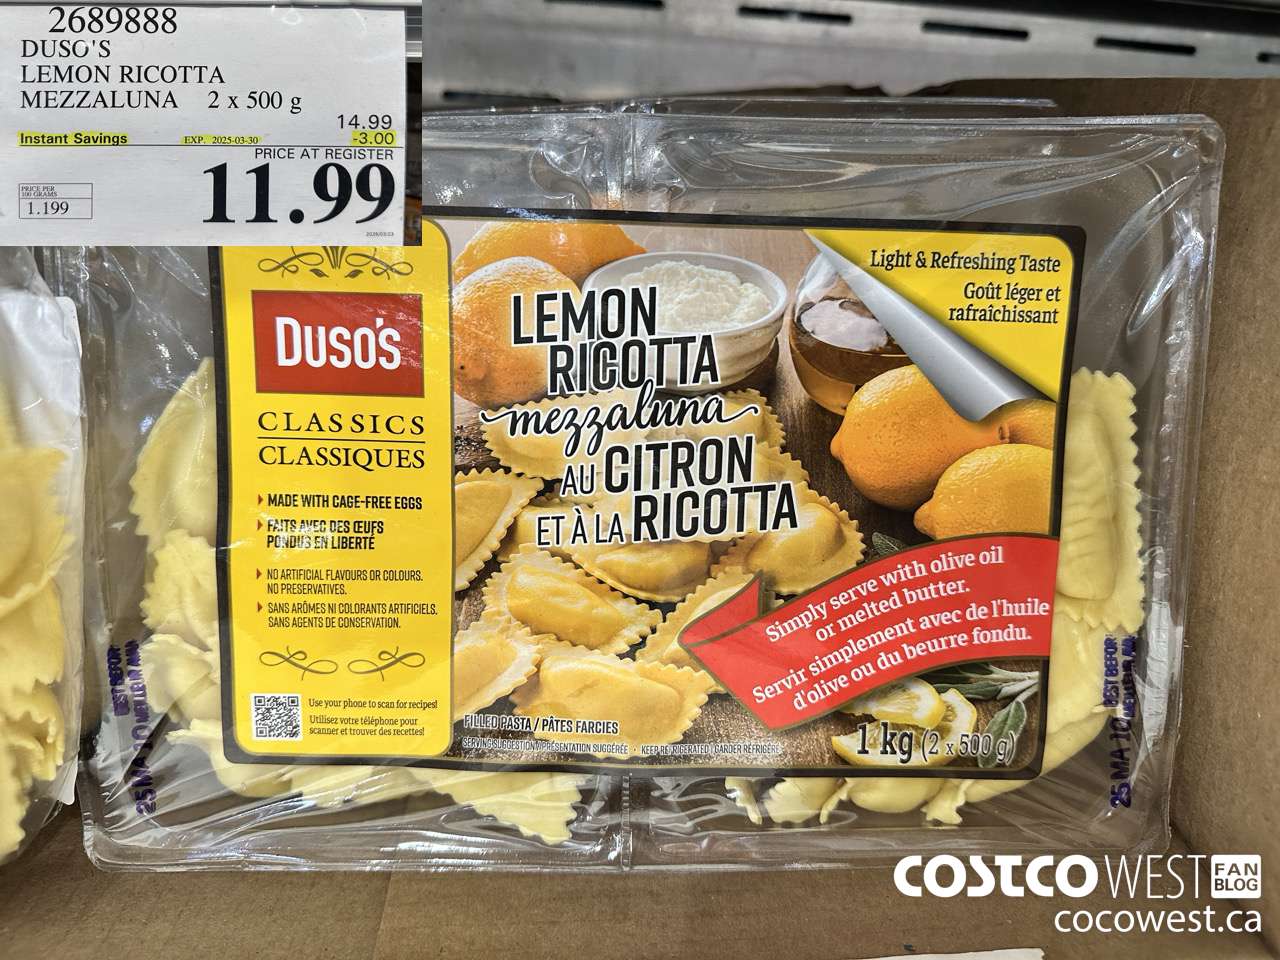 2689888
DUSO'S
LEMON RICOTTA
MEZZALUNA 2 x 500 g
14.99
Instant Savings EXP. 2025-03-30 -3.00
PRICE AT REGISTER
11.99
PRICE PER
100 GRAMS
1.199
DUSO'S
CLASSICS
CLASSIQUES
MADE WITH CAGE-FREE EGGS
FAITS AVEC DES ŒUFS
PONDUS EN LIBERTÉ
NO ARTIFICIAL FLAVOURS OR COLOURS.
NO PRESERVATIVES.
SANS ARÔMES NI COLORANTS ARTIFICIELS,
SANS AGENTS DE CONSERVATION.
Use your phone to scan for recipes!
Utilisez votre téléphone pour
scanner et trouver des recettes!
LEMON
RICOTTA
mezzaluna
AU CITRON
ET À LA RICOTTA
Light & Refreshing Taste
Goût léger et
rafraîchissant
Simply serve with olive oil
or melted butter.
Servir simplement avec de l'huile
d'olive ou du beurre fondu.
FILLED PASTA / PÂTES FARCIES
SERVING SUGGESTION / PRÉSENTATION SUGGÉRÉE • KEEP REFRIGERATED / GARDER RÉFRIGÉRÉ
1 kg (2 x 500 g)
BEST BEFOR
25 MA 10
BEST BEFOR
25 MA 10
COSTCO WEST FAN BLOG
cocowest.ca